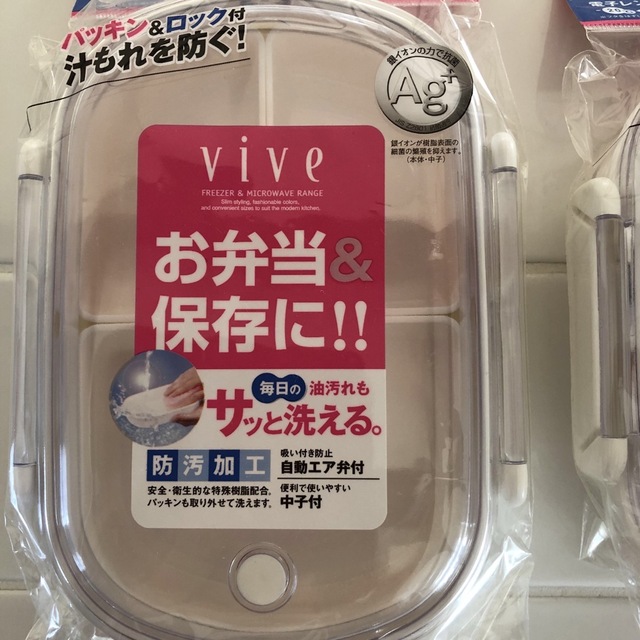 パッキン&ロック付
汁もれを防ぐ!
銀イオンの力で抗菌
Ag+
銀イオンが樹脂表面の
細菌の繁殖を抑えます。
(本体・中子)
vive
FREEZER & MICROWAVE RANGE
Slim styling, fashionable colors,
and convenient sizes to suit the modern kitchen.
お弁当&
保存に!!
毎日の 油汚れも
サッと洗える。
防汚加工
吸い付き防止
自動エア弁付
安全・衛生的な特殊樹脂配合。
パッキンも取り外せて洗えます。
便利で使いやすい
中子付
電子レ